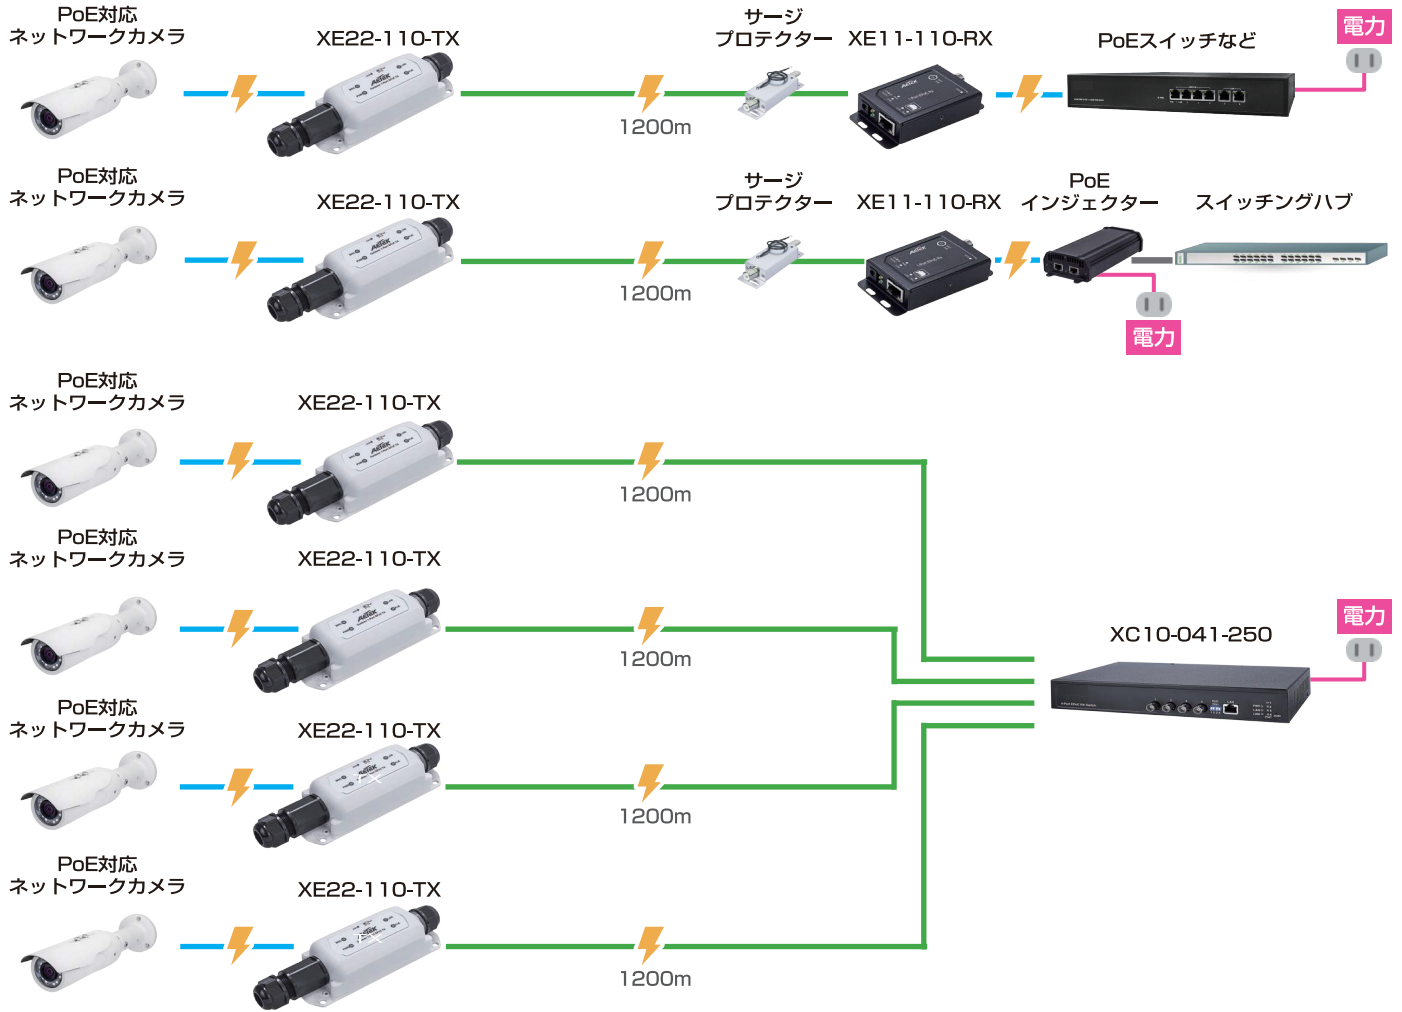 PoE対応
ネットワークカメラ
XE22-110-TX
1200m
サージ
プロテクター
XE11-110-RX
PoEスイッチなど
電力
PoE対応
ネットワークカメラ
XE22-110-TX
1200m
サージ
プロテクター
XE11-110-RX
PoE
インジェクター
スイッチングハブ
電力
PoE対応
ネットワークカメラ
XE22-110-TX
1200m
PoE対応
ネットワークカメラ
XE22-110-TX
1200m
XC10-041-250
電力
PoE対応
ネットワークカメラ
XE22-110-TX
1200m
PoE対応
ネットワークカメラ
XE22-110-TX
1200m